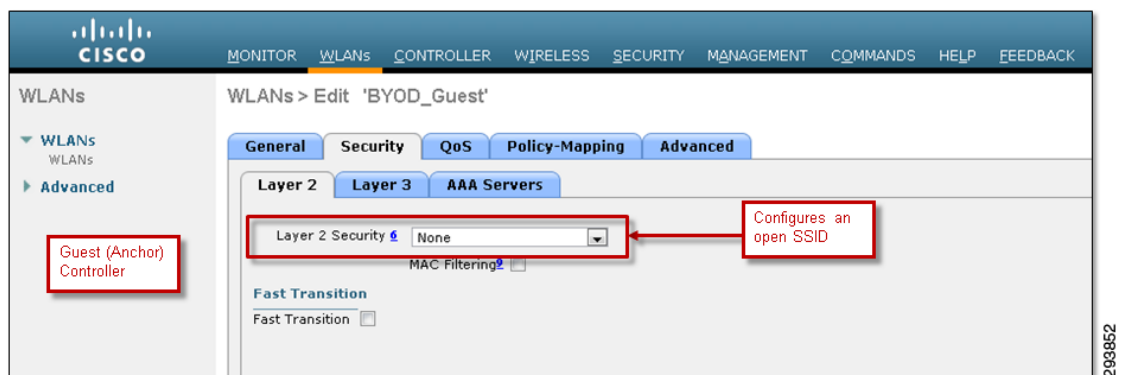 CISCO
MONITOR WLANs CONTROLLER WIRELESS SECURITY MANAGEMENT COMMANDS HELP FEEDBACK
WLANs
WLANs > Edit 'BYOD_Guest'
WLANs
WLANs
Advanced
General Security QoS Policy-Mapping Advanced
Layer 2 Layer 3 AAA Servers
Layer 2 Security 6 None
Configures an
open SSID
Guest (Anchor)
Controller
MAC Filtering 9
Fast Transition
Fast Transition
293852